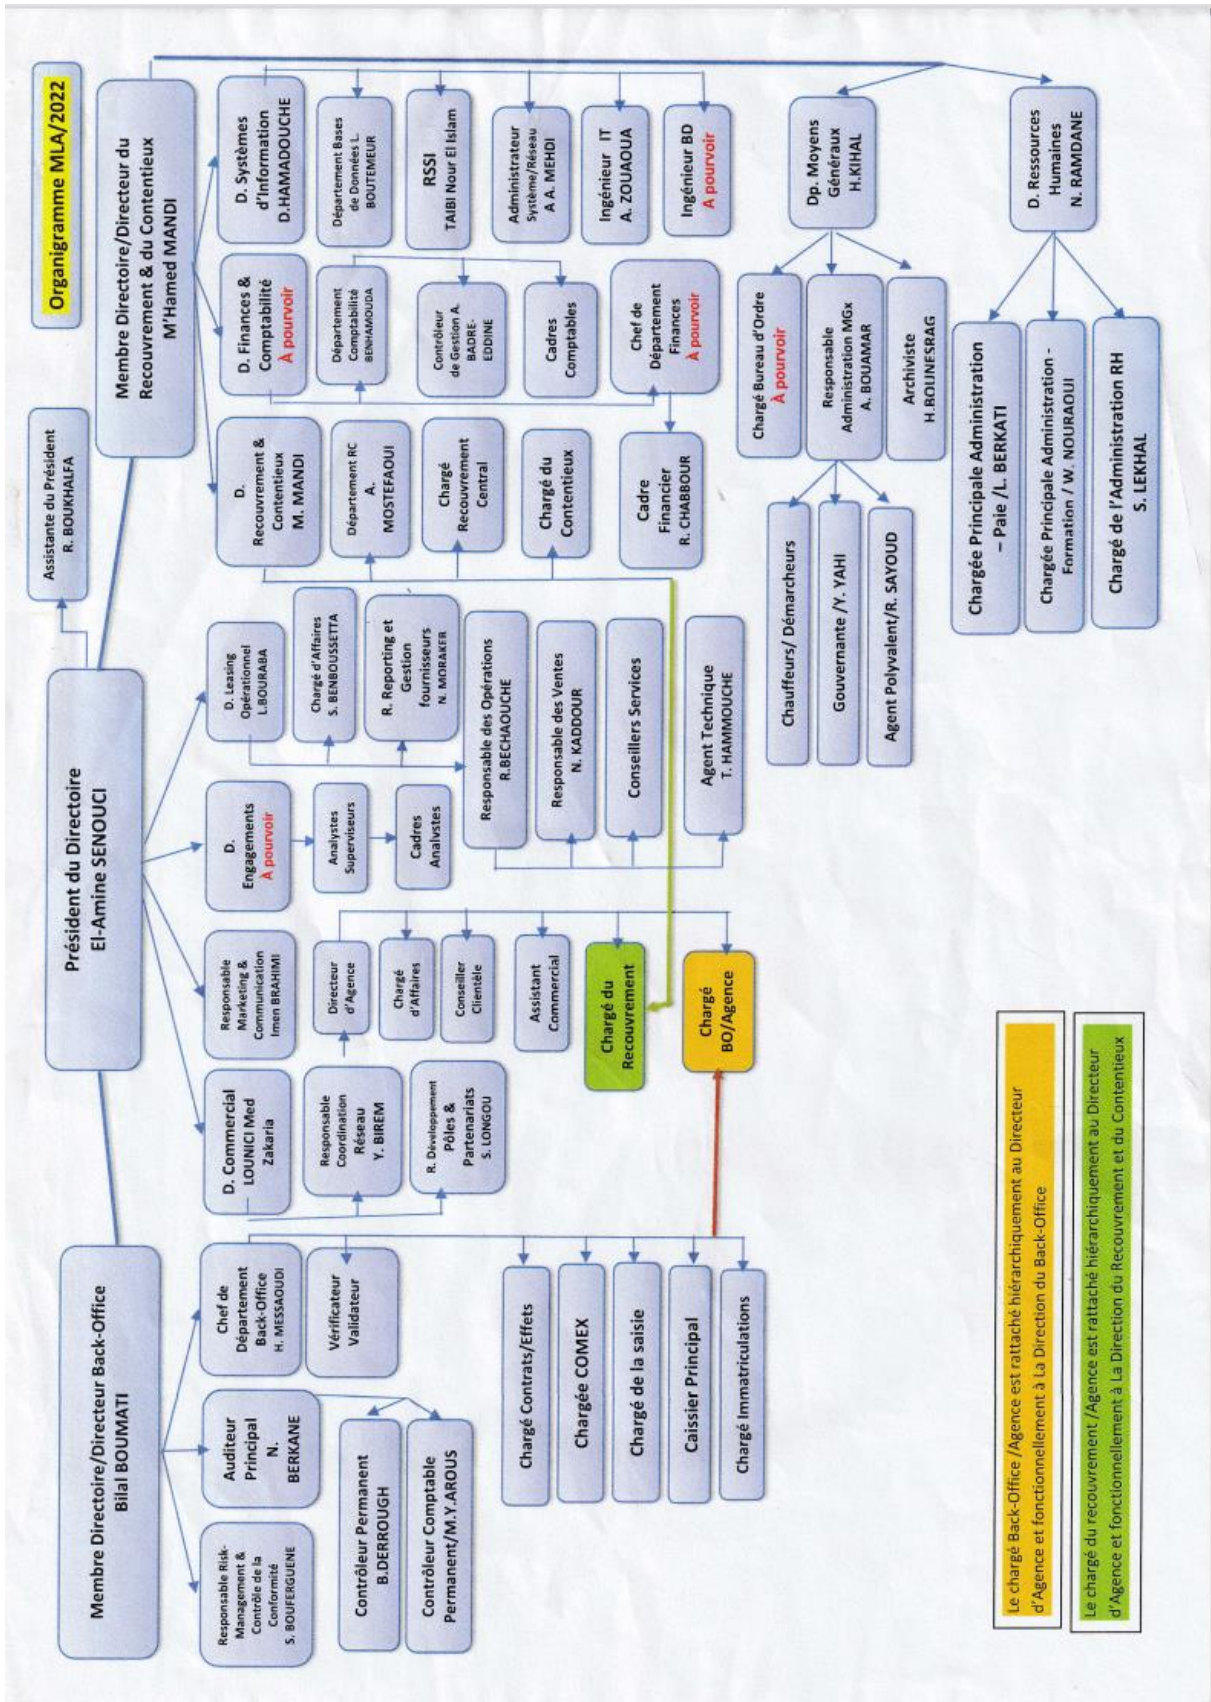 Organigramme MLA/2022
Assistante du Président
R. BOUKHALFA
Membre Directoire/Directeur Back-Office
Bilal BOUMATI
Président du Directoire
El-Amine SENOUCI
Membre Directoire/Directeur du
Recouvrement & du Contentieux
M'Hamed MANDI
Responsable Risk-
Management &
Contrôle de la
Conformité
S. BOUFERGUENE
Auditeur
Principal N.
BERKANE
Chef de
Département
Back-Office
H. MESSAOUDI
D. Commercial
LOUNICI Med
Zakaria
Responsable
Marketing &
Communication
Imen BRAHIMI
D.
Engagements
À pourvoir
D. Leasing
Opérationnel
L.BOURABA
D.
Recouvrement &
Contentieux
M. MANDI
D. Finances &
Comptabilité
À pourvoir
D. Systèmes
d'Information
D.HAMADOUCHE
Contrôleur Permanent
B.DERROUGH
Contrôleur Comptable
Permanent/M.Y.AROUS
Vérificateur
Validateur
Chargé Contrats/Effets
Chargée COMEX
Chargé de la saisie
Caissier Principal
Chargé Immatriculations
Responsable
Coordination
Réseau
Y. BIREM
R. Développement
Pôles &
Partenariats
S. LONGOU
Directeur
d'Agence
Chargé
d'Affaires
Conseiller
Clientèle
Assistant
Commercial
Chargé du
Recouvrement
Chargé
BO/Agence
Analystes
Superviseurs
Cadres
Analystes
Chargé d'Affaires
S. BENBOUSSETTA
R. Reporting et
Gestion
fournisseurs
N. MORAKER
Responsable des Opérations
R.BECHAOUCHE
Responsable des Ventes
N. KADDOUR
Conseillers Services
Agent Technique
T. HAMMOUCHE
Département RC
A.
MOSTEFAOUI
Chargé
Recouvrement
Central
Chargé du
Contentieux
Cadre
Financier
R. CHABBOUR
Département
Comptabilité
BENHAMOUDA
Contrôleur
de Gestion A.
BADRE-
EDDINE
Cadres
Comptables
Chef de
Département
Finances
À pourvoir
Département Bases
de Données L.
BOUTEMEUR
RSSI
TAIBI Nour El Islam
Administrateur
Système/Réseau
A A. MEHDI
Ingénieur IT
A. ZOUAOUA
Ingénieur BD
À pourvoir
Dp. Moyens
Généraux
H.KIHAL
Chargé Bureau d'Ordre
À pourvoir
Responsable
Administration MGx
A. BOUAMAR
Archiviste
H.BOUNESRAG
Chauffeurs/ Démarcheurs
Gouvernante /Y. YAHI
Agent Polyvalent/R. SAYOUD
D. Ressources
Humaines
N. RAMDANE
Chargée Principale Administration
– Paie /L. BERKATI
Chargée Principale Administration -
Formation / W. NOURAOUI
Chargé de l'Administration RH
S. LEKHAL
Le chargé Back-Office /Agence est rattaché hiérarchiquement au Directeur
d'Agence et fonctionnellement à La Direction du Back-Office
Le chargé du recouvrement /Agence est rattaché hiérarchiquement au Directeur
d'Agence et fonctionnellement à La Direction du Recouvrement et du Contentieux